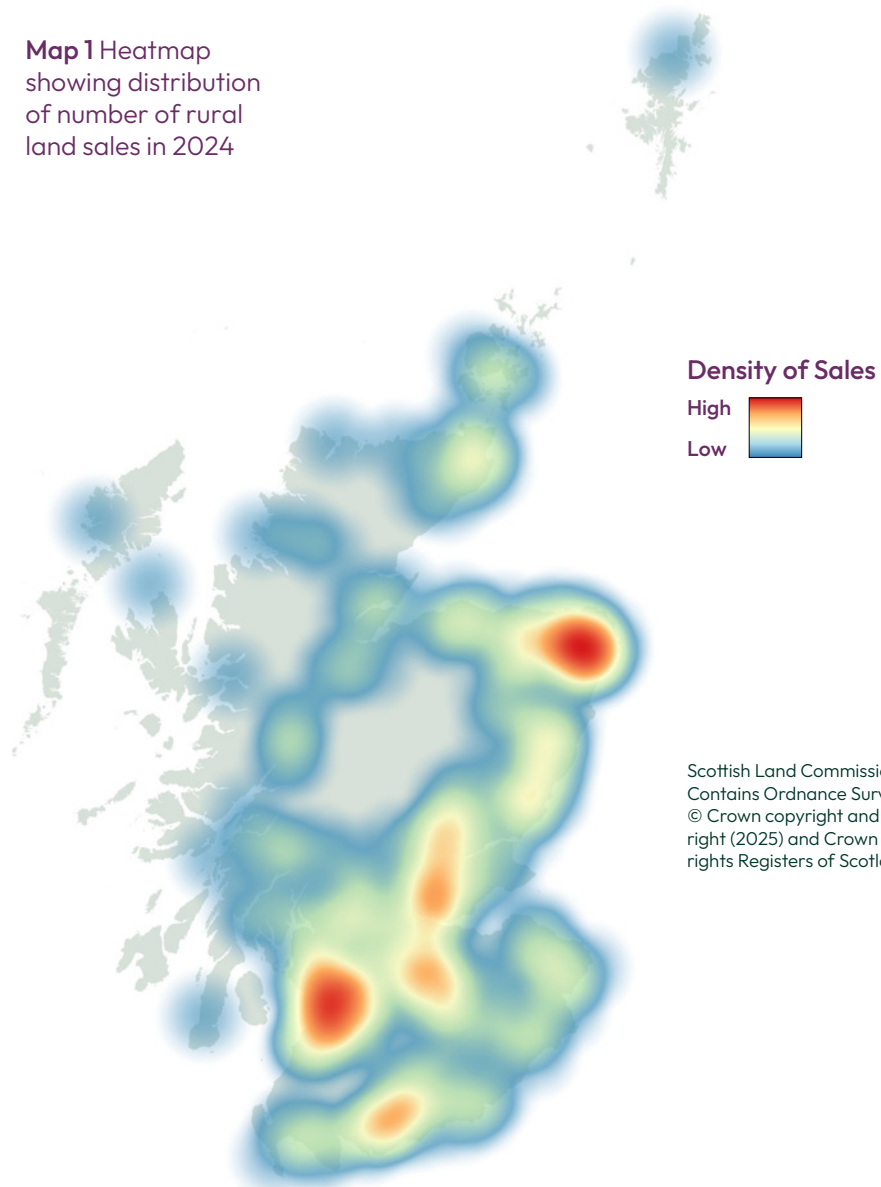 Map 1 Heatmap
showing distribution
of number of rural
land sales in 2024
Density of Sales
High
Low
Scottish Land Commissio
Contains Ordnance Surv
© Crown copyright and
right (2025) and Crown
rights Registers of Scotl